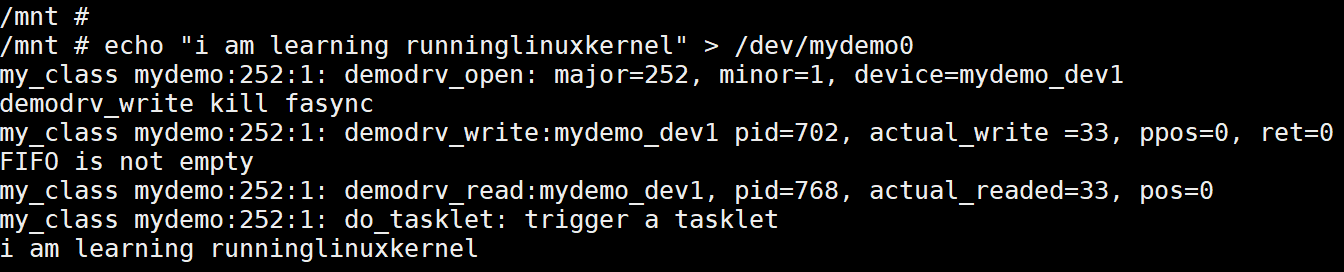 /mnt #
/mnt # echo "i am learning runninglinuxkernel" > /dev/mydemo0
my_class mydemo:252:1: demodrv_open: major=252, minor=1, device=mydemo_dev1
demodrv_write kill fasync
my_class mydemo:252:1: demodrv_write:mydemo_dev1 pid=702, actual_write =33, ppos=0, ret=0
FIFO is not empty
my_class mydemo:252:1: demodrv_read:mydemo_dev1, pid=768, actual_readed=33, pos=0
my_class mydemo:252:1: do_tasklet: trigger a tasklet
i am learning runninglinuxkernel